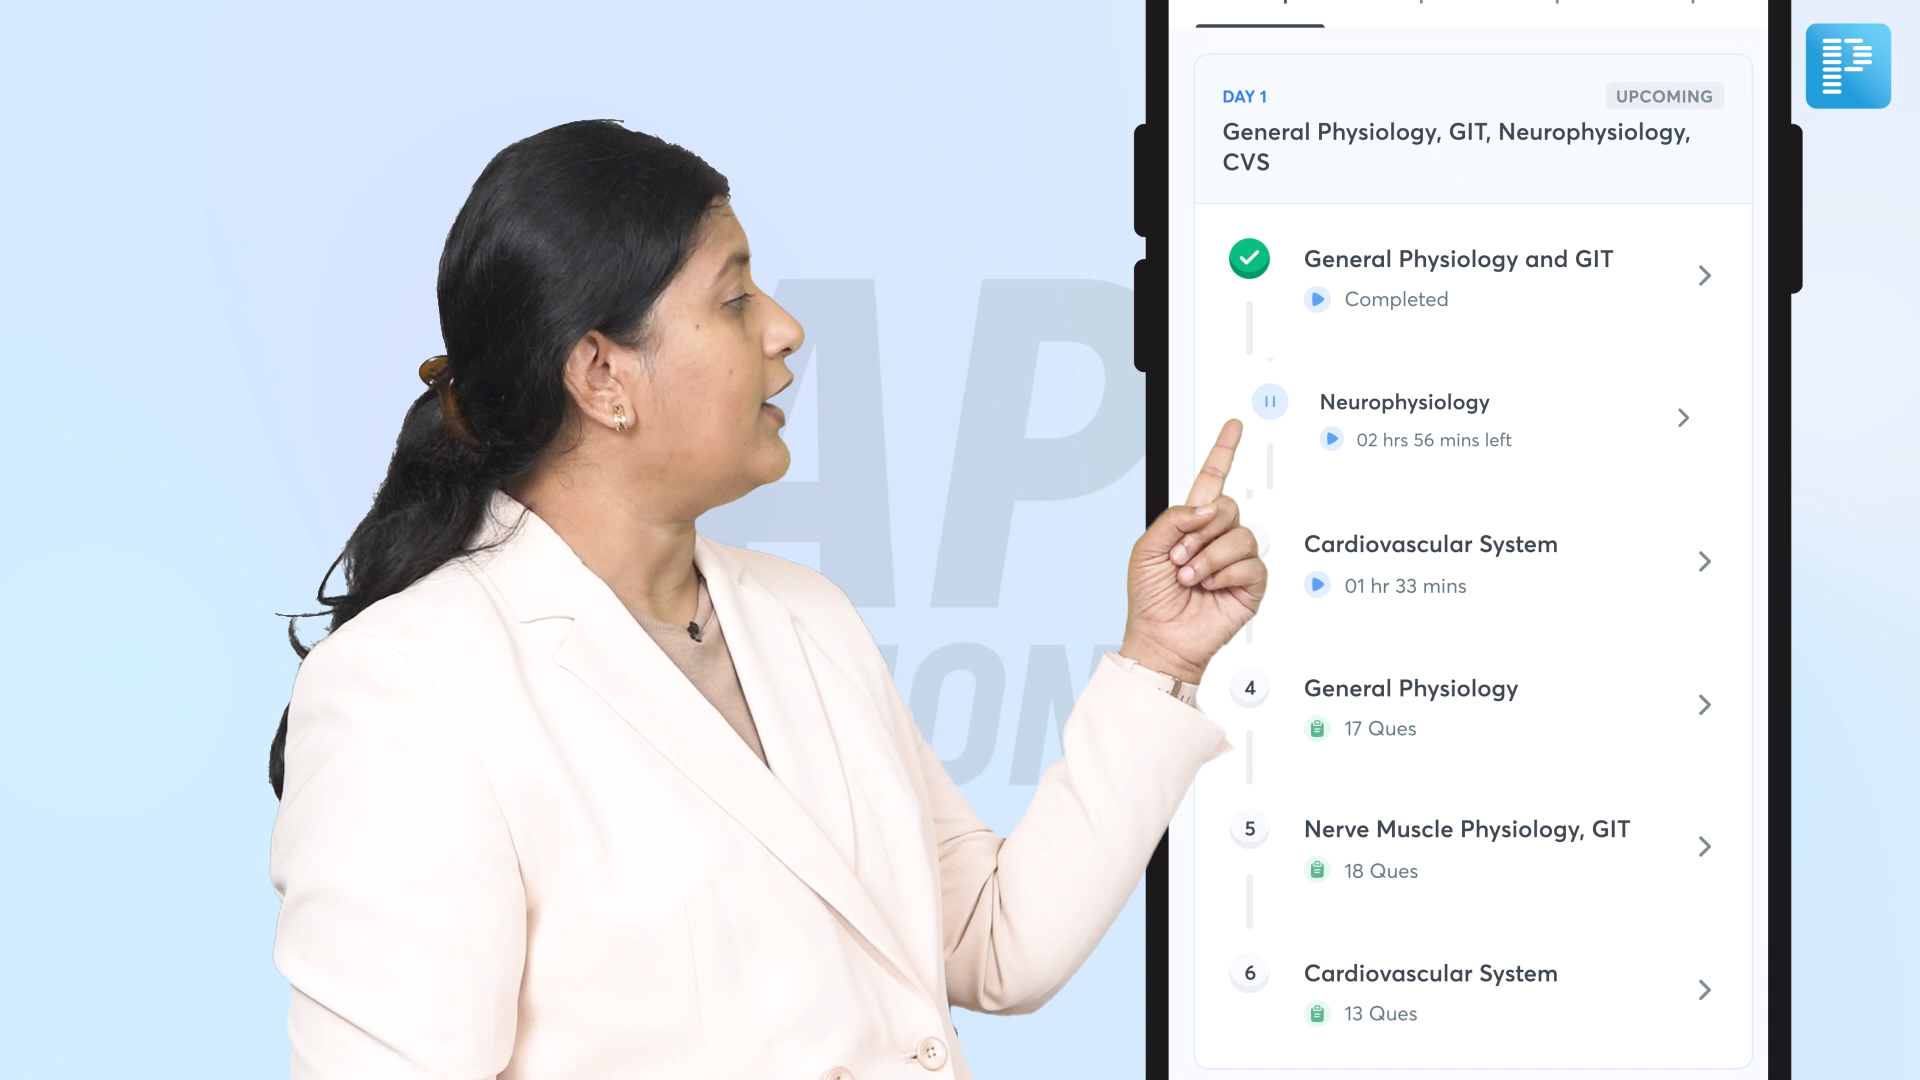 DAY 1
UPCOMING
General Physiology, GIT, Neurophysiology,
CVS
General Physiology and GIT
Completed
Neurophysiology
02 hrs 56 mins left
Cardiovascular System
01 hr 33 mins
4
General Physiology
17 Ques
5
Nerve Muscle Physiology, GIT
18 Ques
6
Cardiovascular System
13 Ques